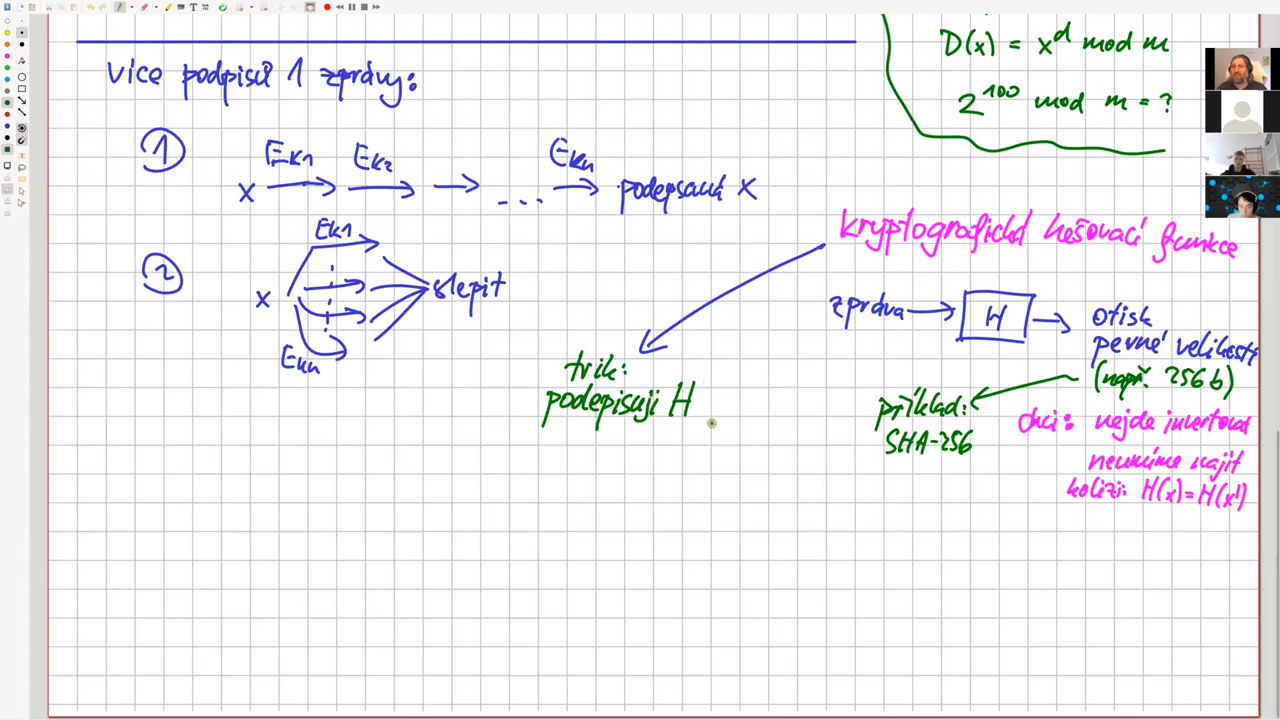 D(x) = x^d mod m
2^100 mod m = ?
více podpisů 1 zprávy:
①
x EK1 → EK2 → → ... EKn → podepsaná x
②
x EK1 EKn slepit
kryptografická hešovací funkce
zpráva → H → otisk
pevné velikosti
(např. 256 b)
trik:
podepisuji H
příklad:
SHA-256
chci: nejde invertovat
neumíme najít
kolizi: H(x)=H(x')